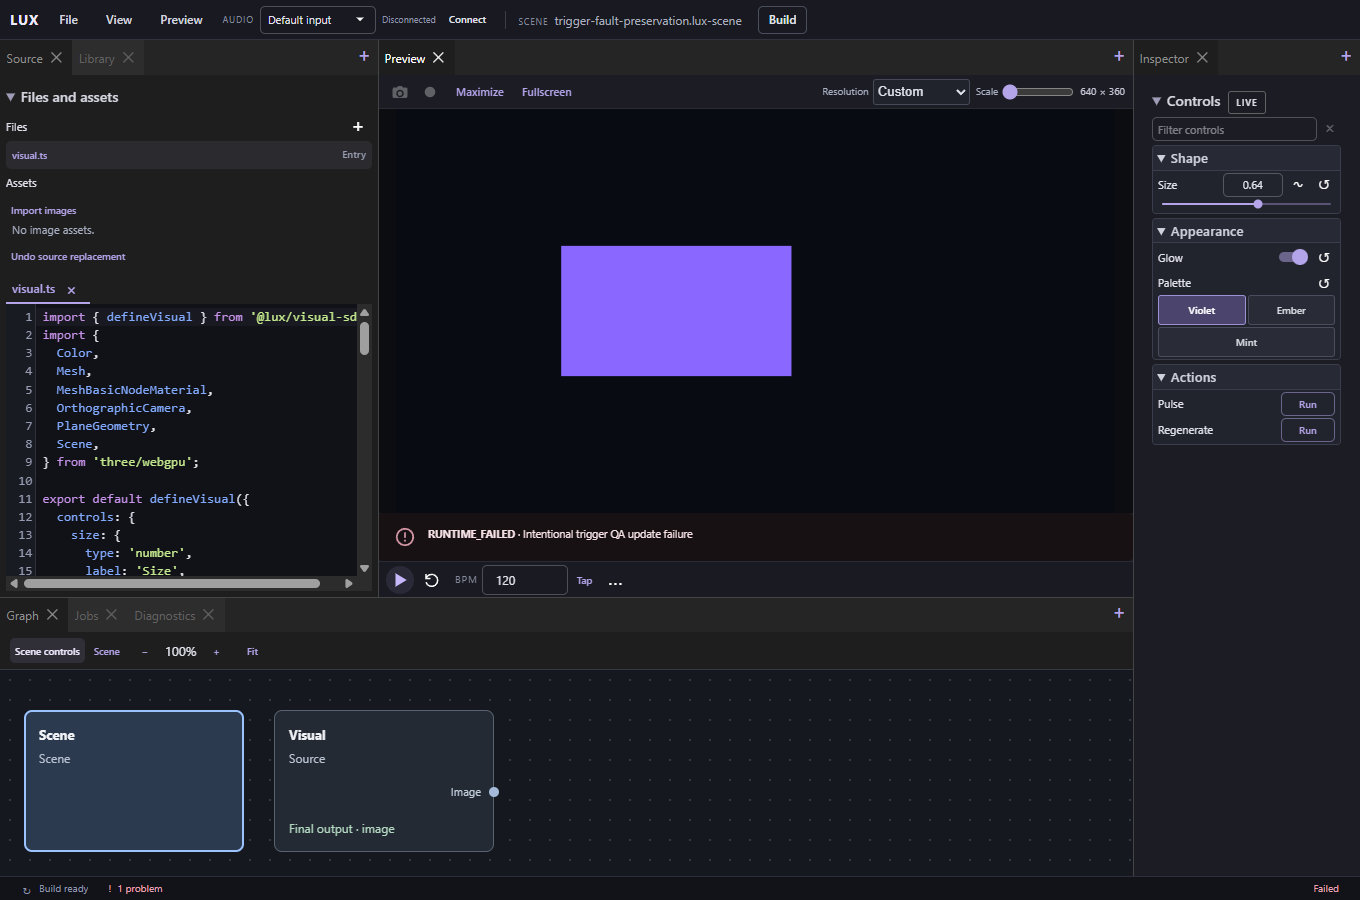 LUX File View Preview AUDIO Default input Disconnected Connect SCENE trigger-fault-preservation.lux-scene Build
Source Library +
Files and assets
Files +
visual.ts Entry
Assets
Import images
No image assets.
Undo source replacement
visual.ts ×
1 import { defineVisual } from '@lux/visual-sd
2 import {
3 Color,
4 Mesh,
5 MeshBasicNodeMaterial,
6 OrthographicCamera,
7 PlaneGeometry,
8 Scene,
9 } from 'three/webgpu';
10
11 export default defineVisual({
12 controls: {
13 size: {
14 type: 'number',
15 label: 'Size',
Preview +
Maximize Fullscreen Resolution Custom Scale 640 × 360
RUNTIME_FAILED · Intentional trigger QA update failure
BPM 120 Tap ...
Inspector +
Controls LIVE
Filter controls ×
Shape
Size 0.64
Appearance
Glow
Palette
Violet Ember
Mint
Actions
Pulse Run
Regenerate Run
Graph Jobs Diagnostics +
Scene controls Scene − 100% + Fit
Scene
Scene
Visual
Source
Image
Final output · image
Build ready ! 1 problem Failed